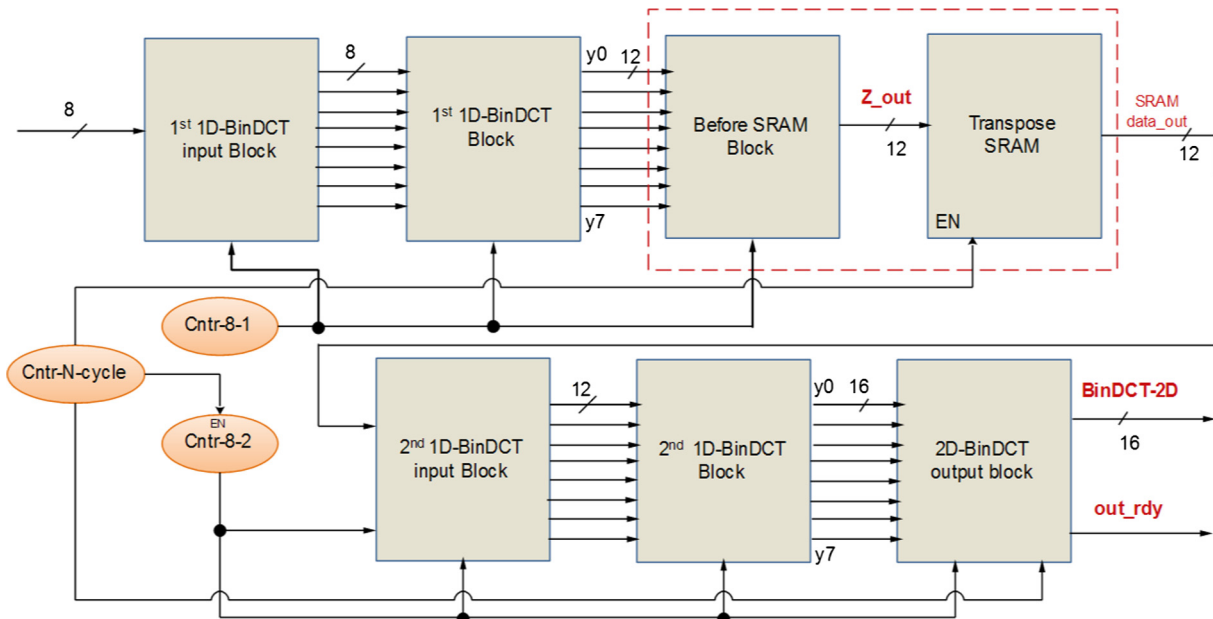 8
1st 1D-BinDCT
input Block
8
1st 1D-BinDCT
Block
y0
12
y7
Before SRAM
Block
Z_out
12
Transpose
SRAM
EN
SRAM
data_out
12
Cntr-8-1
Cntr-N-cycle
EN
Cntr-8-2
2nd 1D-BinDCT
input Block
12
2nd 1D-BinDCT
Block
y0
16
y7
2D-BinDCT
output block
BinDCT-2D
16
out_rdy